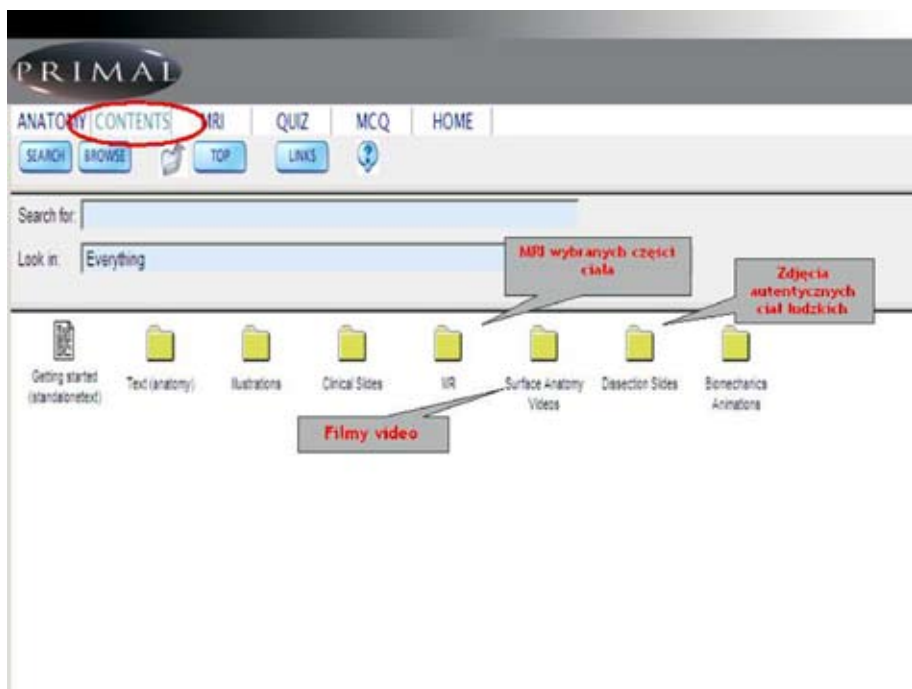 PRIMAL
ANATOMY CONTENTS MRI QUIZ MCQ HOME
SEARCH BROWSE TOP LINKS ?
Search for:
Look in: Everything
MRI wybranych części
ciała
Zdjęcia
autentycznych
ciał ludzkich
Getting started
(standalonetext)
Text (anatomy)
Illustrations
Clinical Slides
MR
Surface Anatomy
Videos
Dissection Slides
Biomechanics
Animations
Filmy video